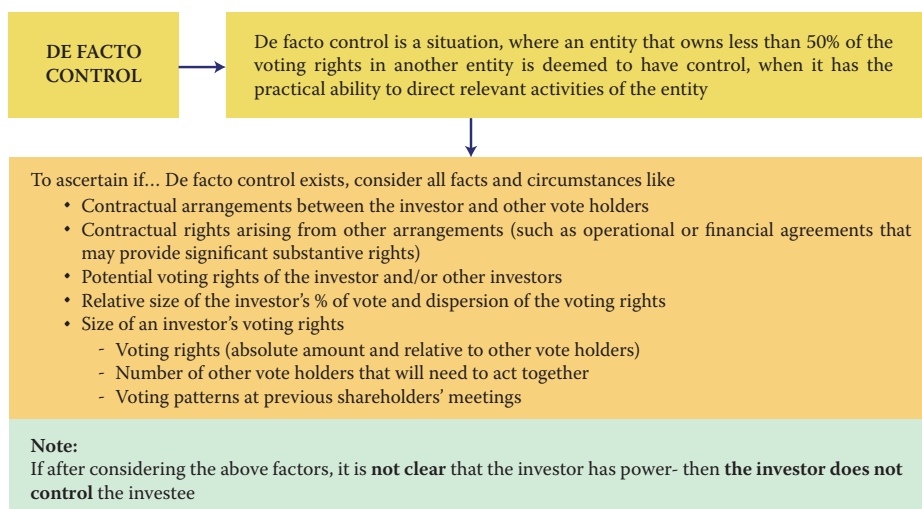 DE FACTO
CONTROL
De facto control is a situation, where an entity that owns less than 50% of the
voting rights in another entity is deemed to have control, when it has the
practical ability to direct relevant activities of the entity
To ascertain if… De facto control exists, consider all facts and circumstances like
• Contractual arrangements between the investor and other vote holders
• Contractual rights arising from other arrangements (such as operational or financial agreements that
may provide significant substantive rights)
• Potential voting rights of the investor and/or other investors
• Relative size of the investor's % of vote and dispersion of the voting rights
• Size of an investor's voting rights
- Voting rights (absolute amount and relative to other vote holders)
- Number of other vote holders that will need to act together
- Voting patterns at previous shareholders' meetings
Note:
If after considering the above factors, it is not clear that the investor has power- then the investor does not
control the investee